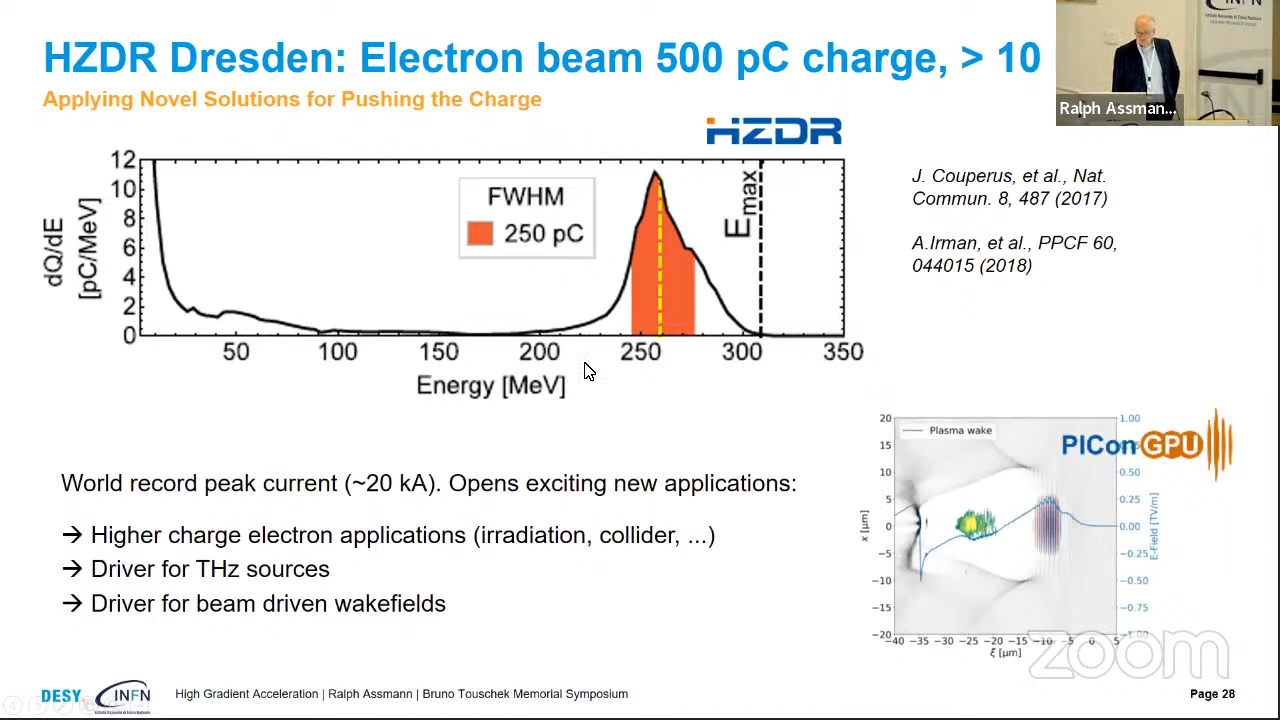 HZDR Dresden: Electron beam 500 pC charge, > 10
Applying Novel Solutions for Pushing the Charge
Ralph Assman...
INFN
HZDR
12
10
8
6
4
2
0
dQ/dE
[pC/MeV]
FWHM
250 pC
Emax
50
100
150
200
250
300
350
Energy [MeV]
J. Couperus, et al., Nat.
Commun. 8, 487 (2017)
A.Irman, et al., PPCF 60,
044015 (2018)
World record peak current (~20 kA). Opens exciting new applications:
→ Higher charge electron applications (irradiation, collider, ...)
→ Driver for THz sources
→ Driver for beam driven wakefields
Plasma wake
PIConGPU
20
15
10
5
0
−5
−10
−15
−20
x [μm]
1.00
0.50
0.25
0.00
−0.25
−0.50
−0.75
−1.00
E-Field [TV/m]
−40
−35
−30
−25
−20
−15
−10
−5
0
5
ξ [μm]
zoom
DESY.
INFN
High Gradient Acceleration | Ralph Assmann | Bruno Touschek Memorial Symposium
Page 28